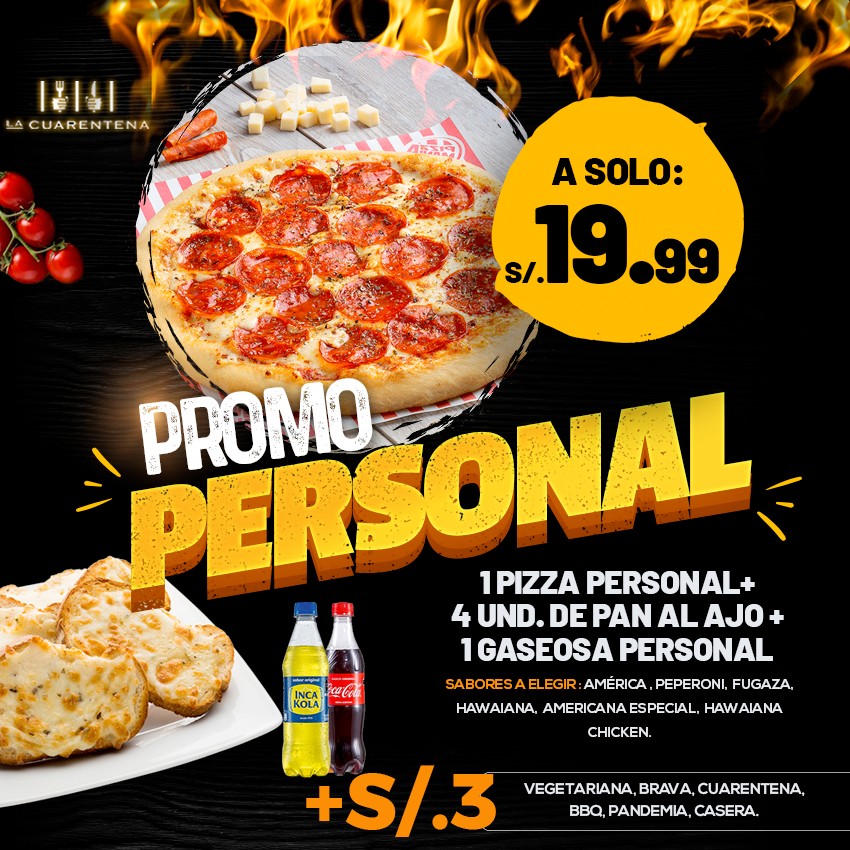 LA CUARENTENA
A SOLO:
S/.19.99
PROMO
PERSONAL
1 PIZZA PERSONAL+
4 UND. DE PAN AL AJO +
1 GASEOSA PERSONAL
SABORES A ELEGIR : AMÉRICA , PEPERONI, FUGAZA,
HAWAIANA, AMERICANA ESPECIAL, HAWAIANA
CHICKEN.
INCA
KOLA
Coca-Cola
+S/.3
VEGETARIANA, BRAVA, CUARENTENA,
BBQ, PANDEMIA, CASERA.